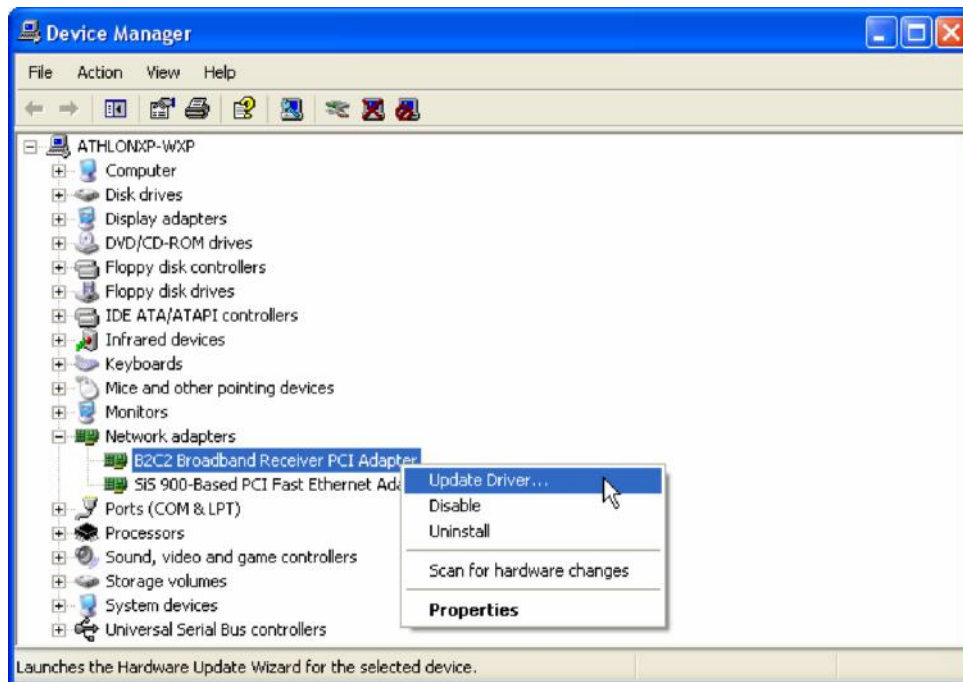 Device Manager
File Action View Help
ATHLONXP-WXP
Computer
Disk drives
Display adapters
DVD/CD-ROM drives
Floppy disk controllers
Floppy disk drives
IDE ATA/ATAPI controllers
Infrared devices
Keyboards
Mice and other pointing devices
Monitors
Network adapters
B2C2 Broadband Receiver PCI Adapter
SiS 900-Based PCI Fast Ethernet Ada
Ports (COM & LPT)
Processors
Sound, video and game controllers
Storage volumes
System devices
Universal Serial Bus controllers
Update Driver...
Disable
Uninstall
Scan for hardware changes
Properties
Launches the Hardware Update Wizard for the selected device.